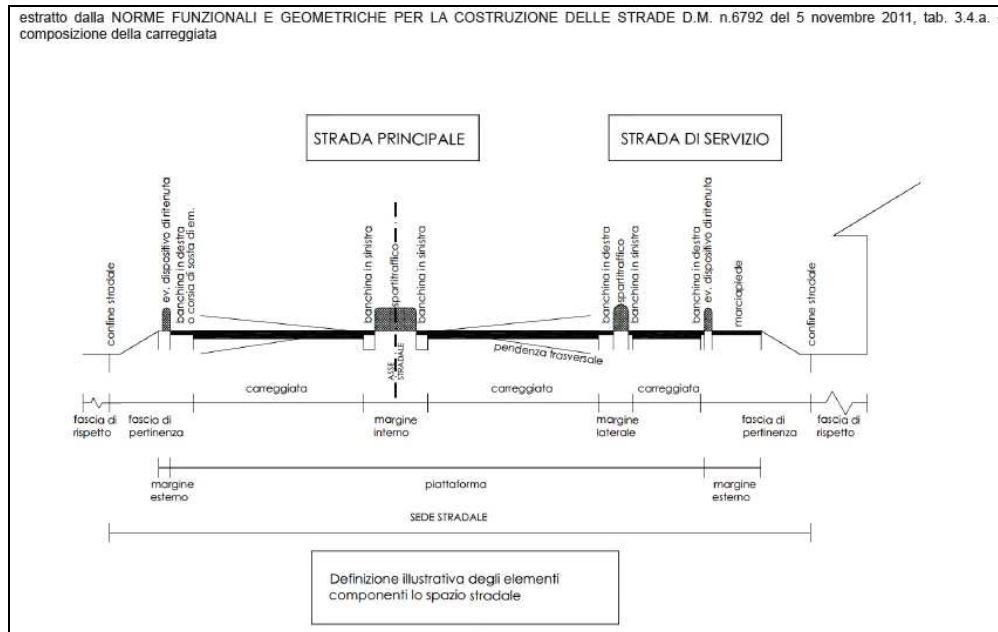 estratto dalla NORME FUNZIONALI E GEOMETRICHE PER LA COSTRUZIONE DELLE STRADE D.M. n.6792 del 5 novembre 2011, tab. 3.4.a. -
composizione della carreggiata
STRADA PRINCIPALE
STRADA DI SERVIZIO
confine stradale
ev. dispositivo di ritenuta
banchina in destra
o corsia di sosta di em.
banchina in sinistra
spartitraffico
banchina in sinistra
banchina in destra
spartitraffico
banchina in sinistra
banchina in destra
ev. dispositivo di ritenuta
marciapiede
confine stradale
ASSE
STRADALE
pendenza trasversale
carreggiata
carreggiata
carreggiata
fascia di
rispetto
fascia di
pertinenza
margine
interno
margine
laterale
fascia di
pertinenza
fascia di
rispetto
margine
esterno
piattaforma
margine
esterno
SEDE STRADALE
Definizione illustrativa degli elementi
componenti lo spazio stradale